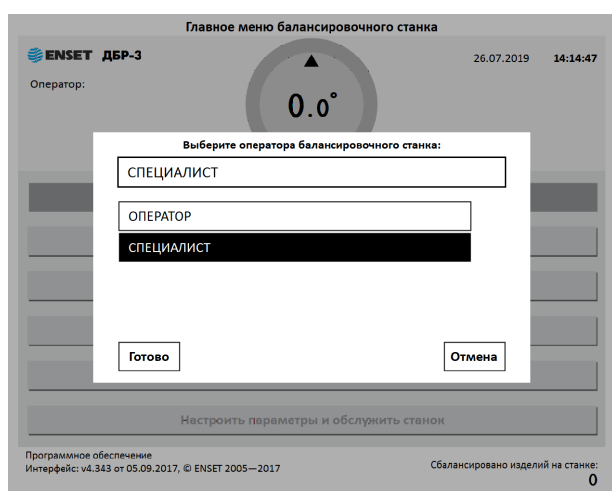 Главное меню балансировочного станка
ENSET ДБР-3
26.07.2019 14:14:47
Оператор:
0.0°
Выберите оператора балансировочного станка:
СПЕЦИАЛИСТ
ОПЕРАТОР
СПЕЦИАЛИСТ
Готово
Отмена
Настроить параметры и обслужить станок
Программное обеспечение
Интерфейс: v4.343 от 05.09.2017, © ENSET 2005—2017
Сбалансировано изделий на станке:
0